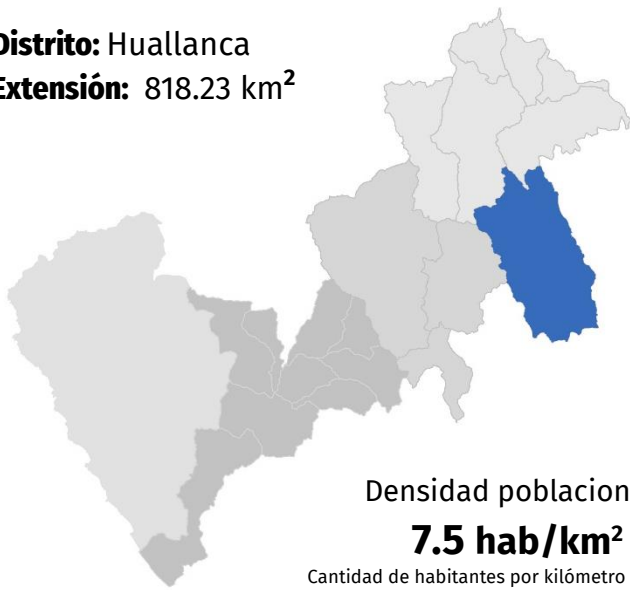 Distrito: Huallanca
Extensión: 818.23 km²
Densidad poblacion
7.5 hab/km²
Cantidad de habitantes por kilómetro